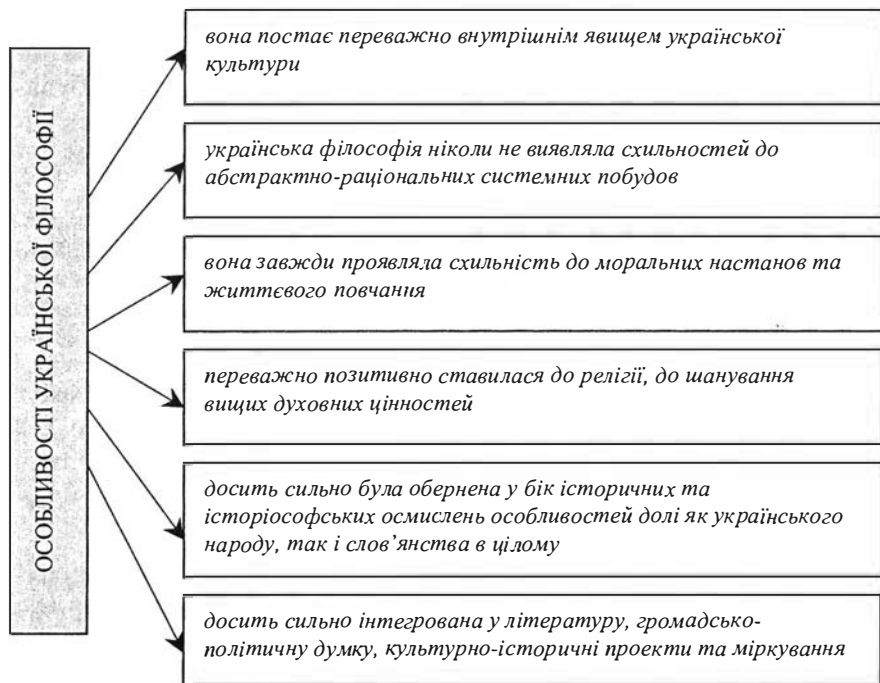 ОСОБЛИВОСТІ УКРАЇНСЬКОЇ ФІЛОСОФІЇ
вона постає переважно внутрішнім явищем української
культури
українська філософія ніколи не виявляла схильностей до
абстрактно-раціональних системних побудов
вона завжди проявляла схильність до моральних настанов та
життєвого повчання
переважно позитивно ставилася до релігії, до шанування
вищих духовних цінностей
досить сильно була обернена у бік історичних та
історіософських осмислень особливостей долі як українського
народу, так і слов’янства в цілому
досить сильно інтегрована у літературу, громадсько-
політичну думку, культурно-історичні проекти та міркування